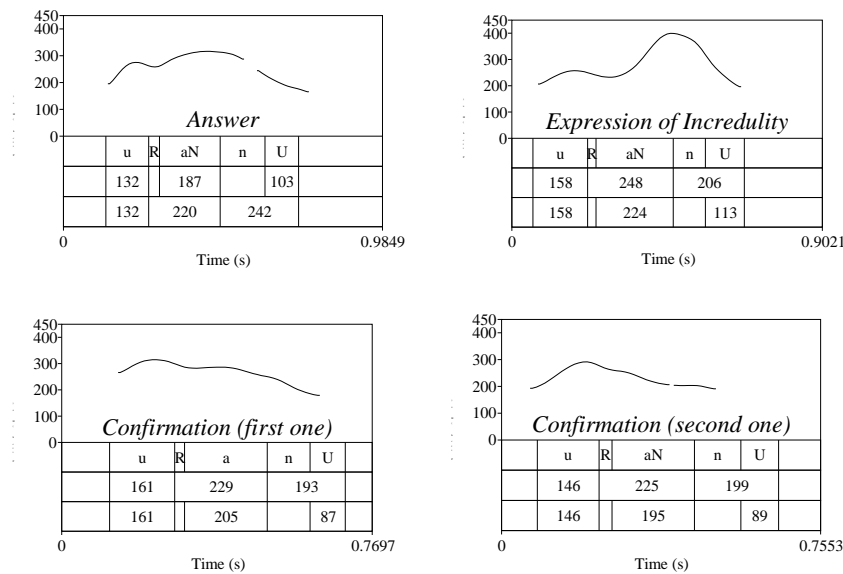 450
400
300
200
100
0
Answer
u R aN n U
132 187 103
132 220 242
0 0.9849
Time (s)
450
400
300
200
100
0
Expression of Incredulity
u R aN n U
158 248 206
158 224 113
0 0.9021
Time (s)
450
400
300
200
100
0
Confirmation (first one)
u R a n U
161 229 193
161 205 87
0 0.7697
Time (s)
450
400
300
200
100
0
Confirmation (second one)
u R aN n U
146 225 199
146 195 89
0 0.7553
Time (s)